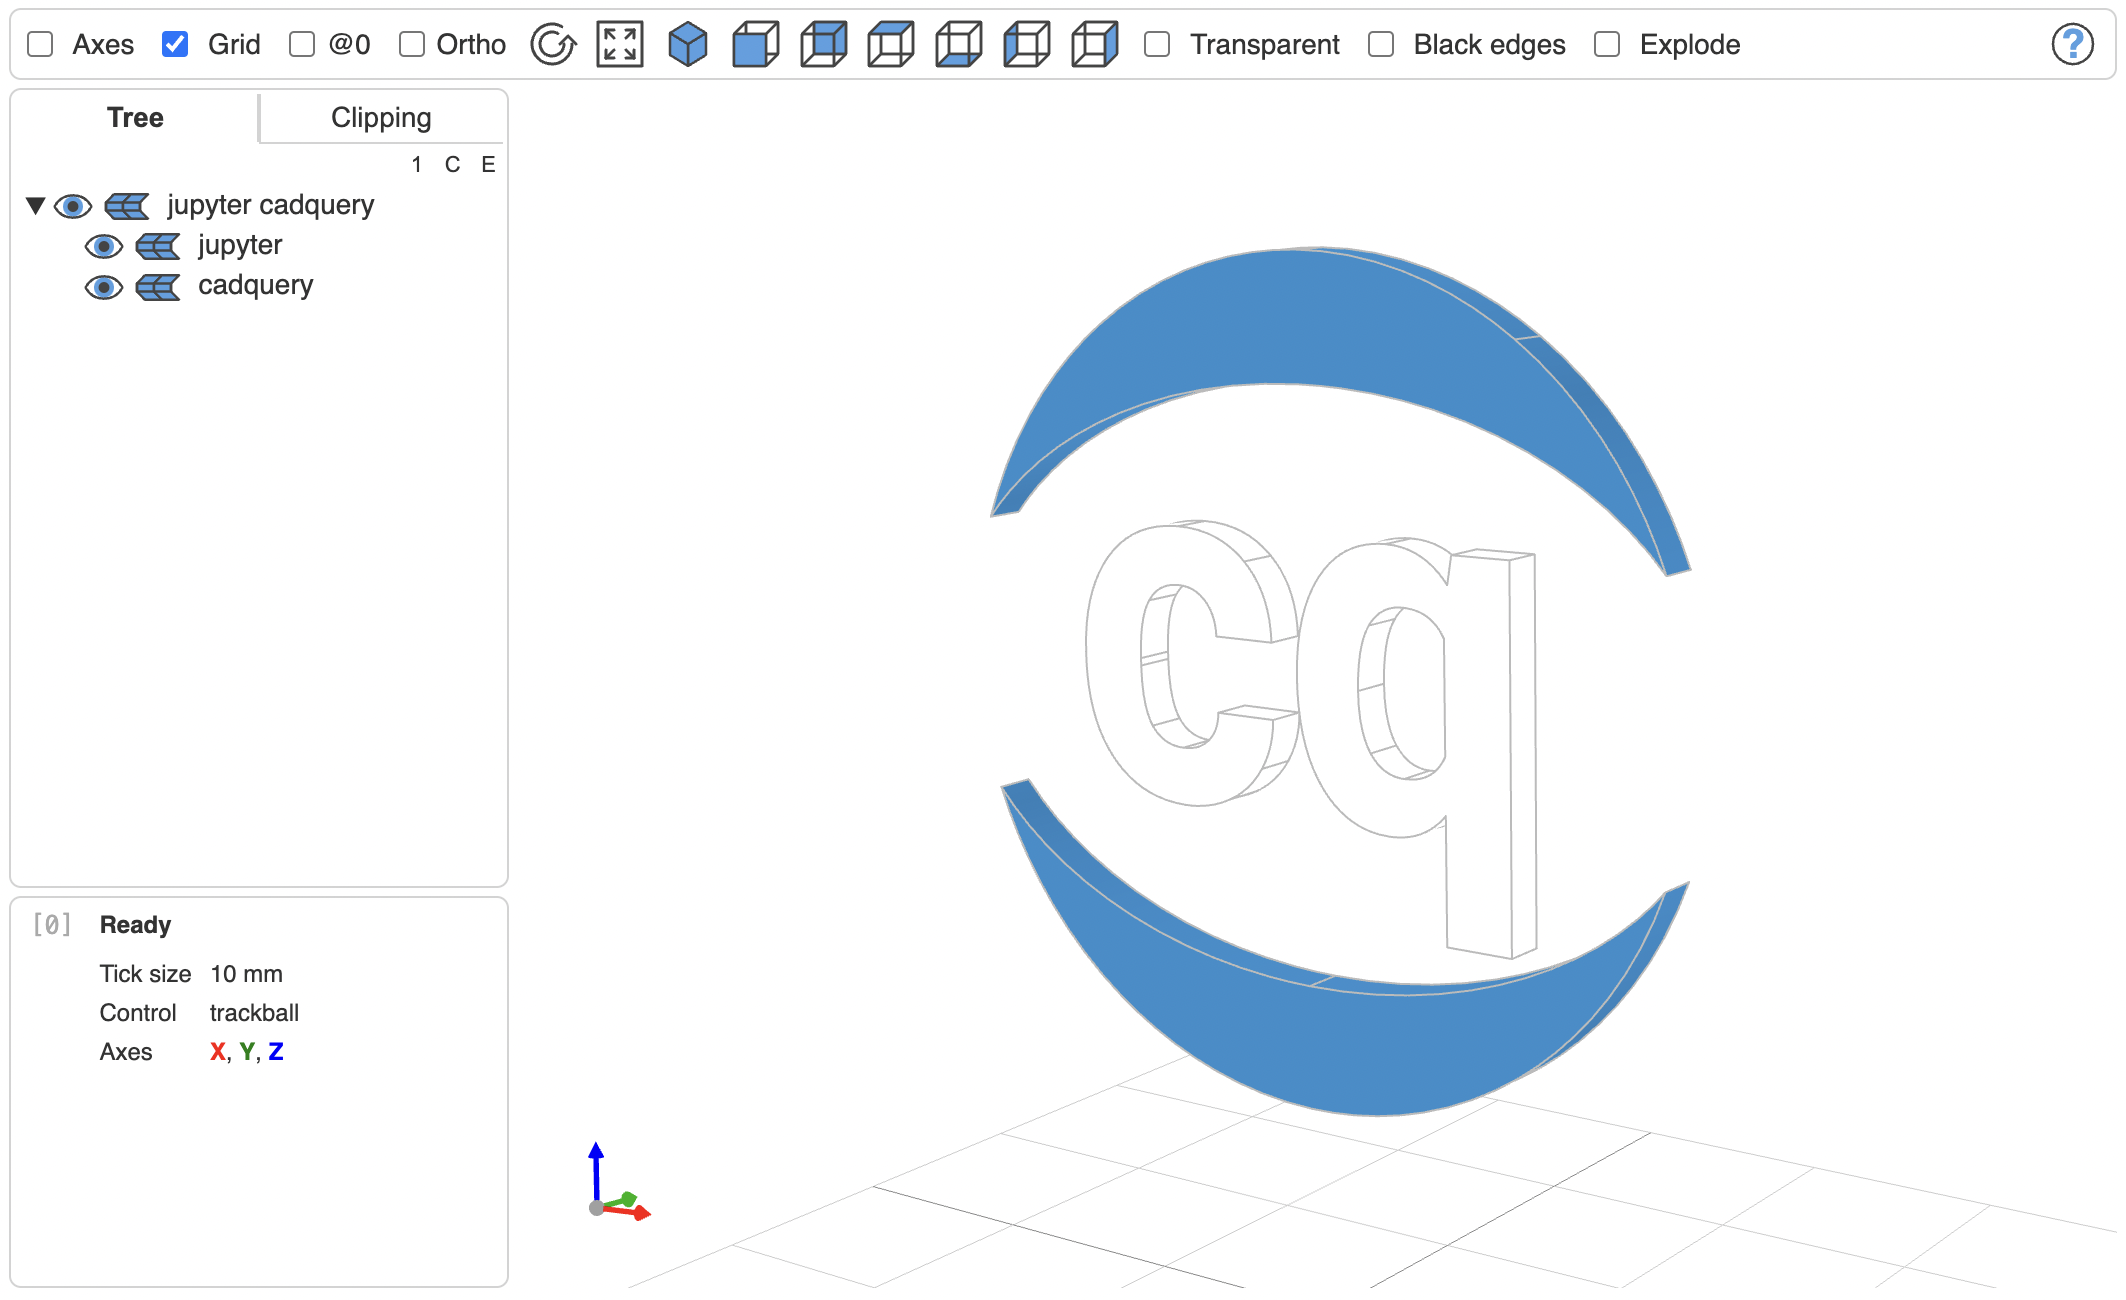 Axes Grid @0 Ortho Transparent Black edges Explode ?
Tree Clipping
1 C E
jupyter cadquery
jupyter
cadquery
[0] Ready
Tick size 10 mm
Control trackball
Axes X, Y, Z
cq